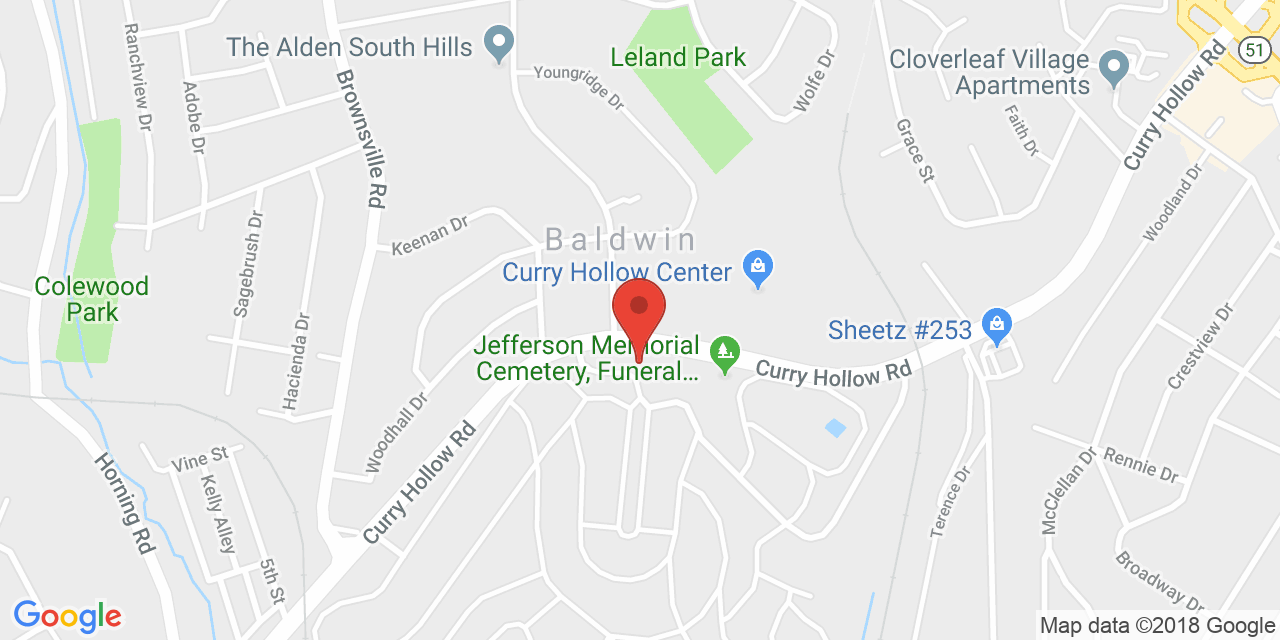 The Alden South Hills
Leland Park
Cloverleaf Village
Apartments
51
Curry Hollow Rd
Ranchview Dr
Adobe Dr
Brownsville Rd
Youngridge Dr
Wolfe Dr
Grace St
Faith Dr
Woodland Dr
Sagebrush Dr
Keenan Dr
Baldwin
Curry Hollow Center
Colewood
Park
Hacienda Dr
Jefferson Memorial
Cemetery, Funeral...
Sheetz #253
Curry Hollow Rd
Crestview Dr
Woodhall Dr
Curry Hollow Rd
Vine St
Kelly Alley
Horning Rd
5th St
Terence Dr
McClellan Dr
Rennie Dr
Broadway Dr
Google
Map data ©2018 Google